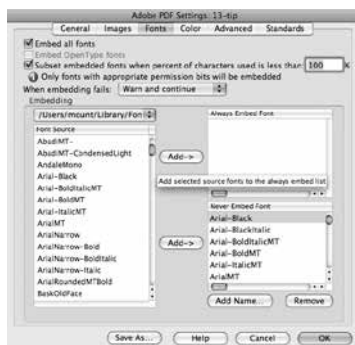 Adobe PDF Settings: 13-tip
General Images Fonts Color Advanced Standards
Embed all fonts
Embed OpenType fonts
Subset embedded fonts when percent of characters used is less than: 100 %
Only fonts with appropriate permission bits will be embedded
When embedding fails: Warn and continue
Embedding
/Users/mount/Library/Fon
Font Source
AbadiMT-
AbadiMT-CondensedLight
AndaleMono
Arial-Black
Arial-BoldItalicMT
Arial-BoldMT
Arial-ItalicMT
ArialMT
ArialNarrow
ArialNarrow-Bold
ArialNarrow-BoldItalic
ArialNarrow-Italic
ArialRoundedMTBold
BaskOldFace
Add->
Always Embed Font
Add selected source fonts to the always embed list
Add->
Never Embed Font
Arial-Black
Arial-BlackItalic
Arial-BoldItalicMT
Arial-BoldMT
Arial-ItalicMT
ArialMT
Add Name... Remove
Save As... Help Cancel OK